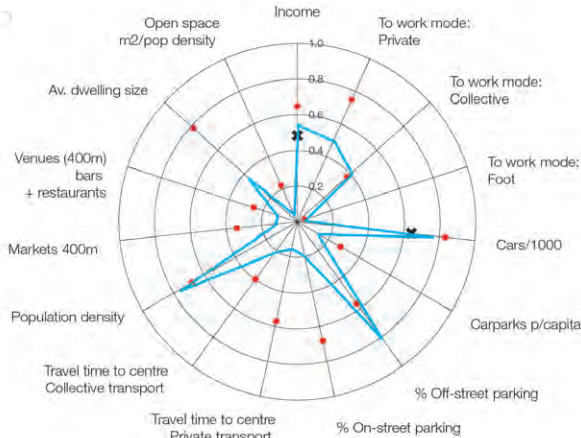 Income
Open space
m2/pop density
To work mode:
Private
Av. dwelling size
To work mode:
Collective
Venues (400m)
bars
+ restaurants
To work mode:
Foot
1.0
0.8
0.6
0.4
0.2
Markets 400m
Cars/1000
Population density
Carparks p/capita
Travel time to centre
Collective transport
% Off-street parking
Travel time to centre
Private transport
% On-street parking